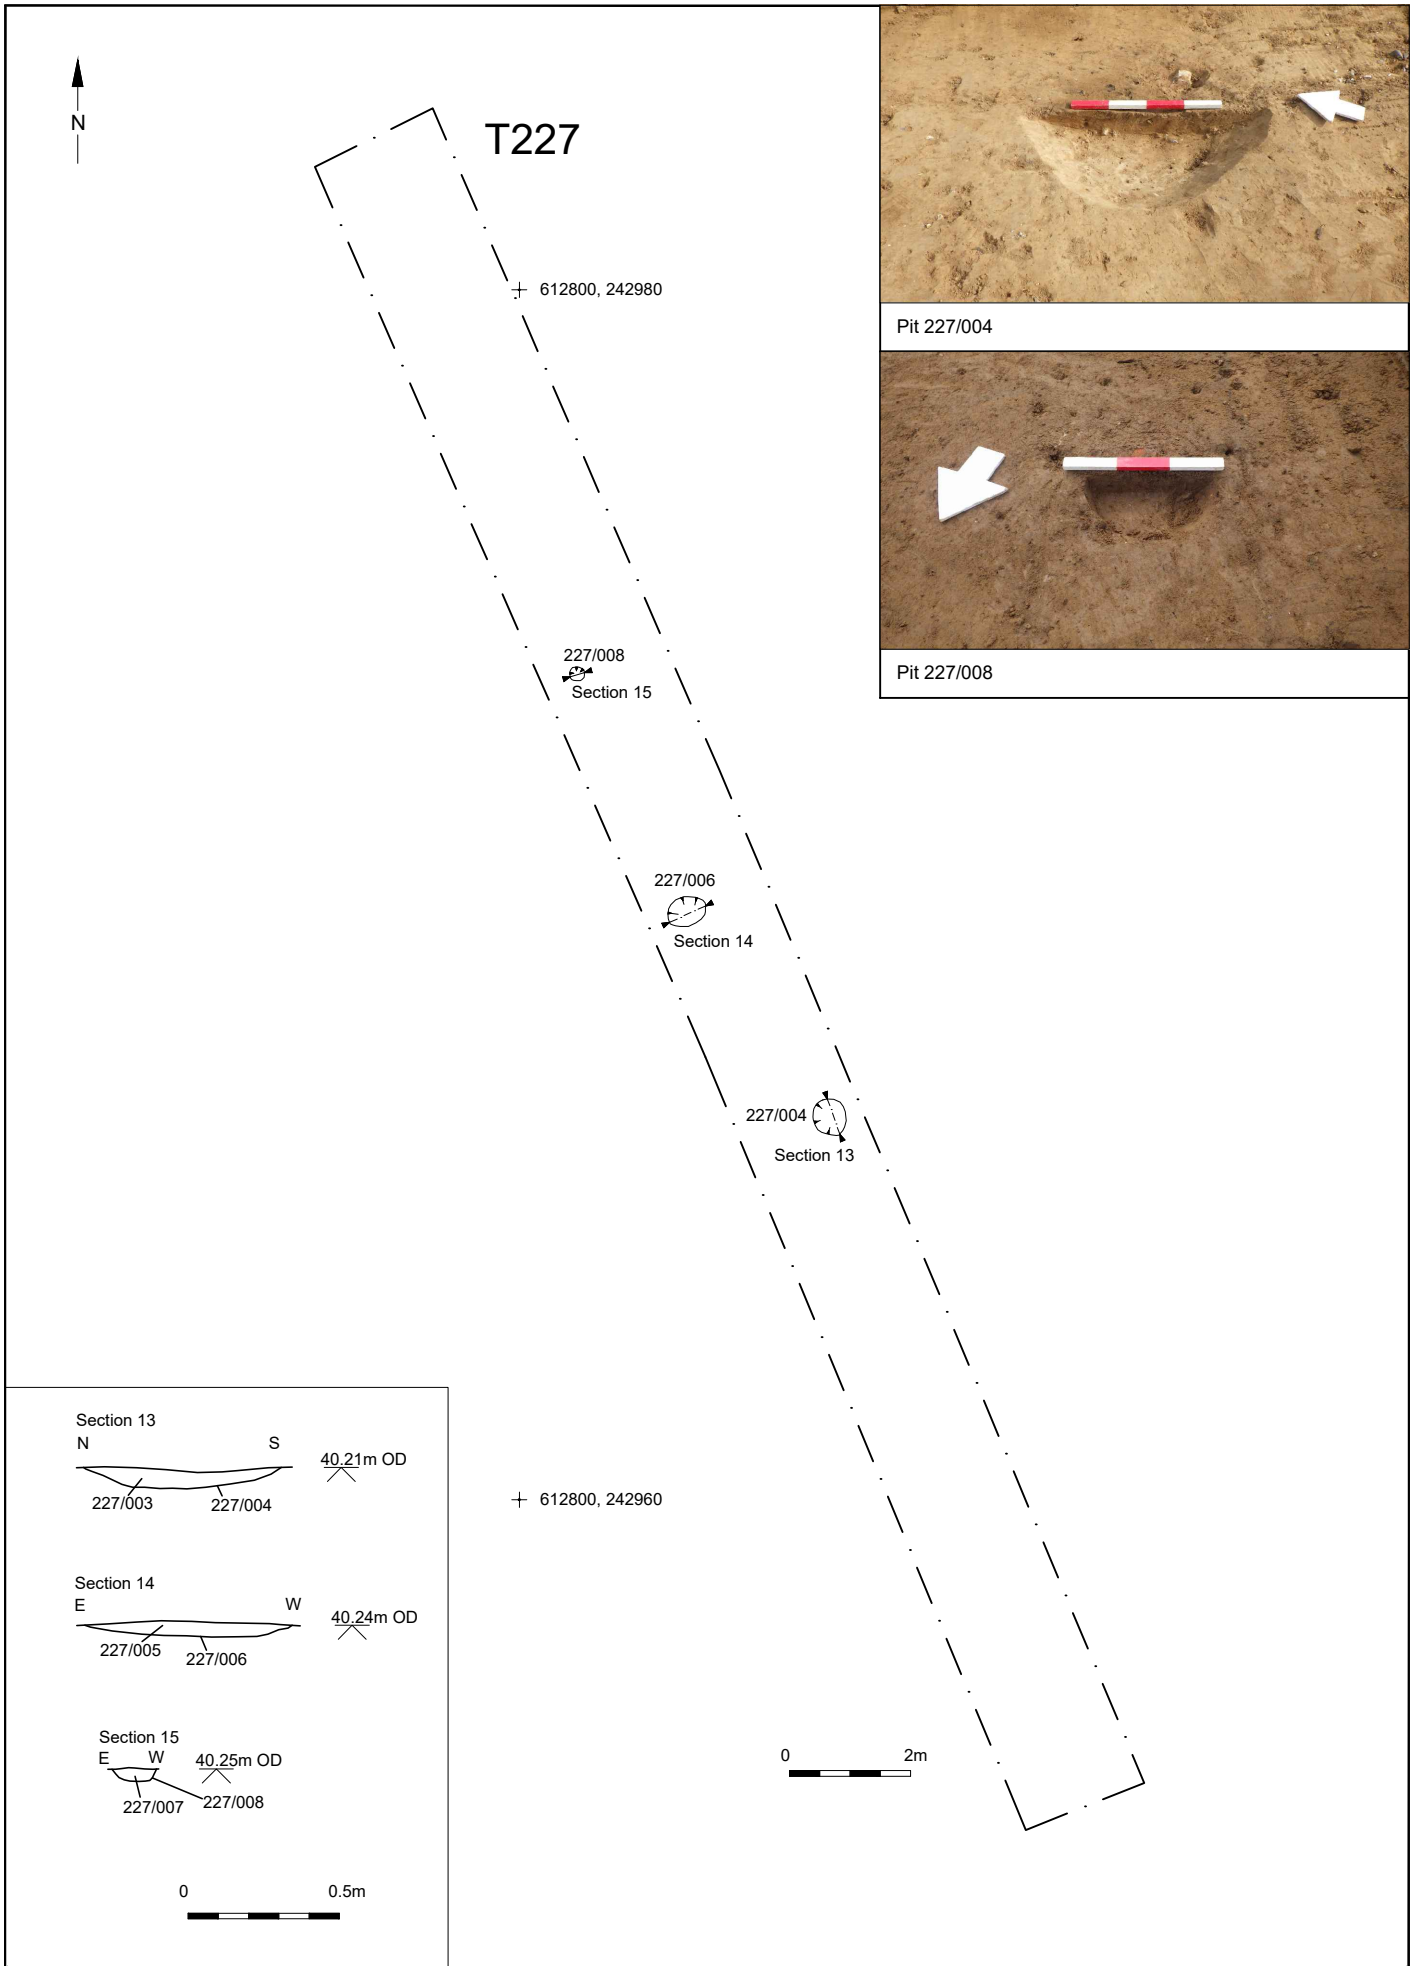 N
T227
612800, 242980
Pit 227/004
Pit 227/008
227/008
Section 15
227/006
Section 14
227/004
Section 13
612800, 242960
0 2m
Section 13
N S
40.21m OD
227/003 227/004
Section 14
E W
40.24m OD
227/005 227/006
Section 15
E W
40.25m OD
227/007 227/008
0 0.5m